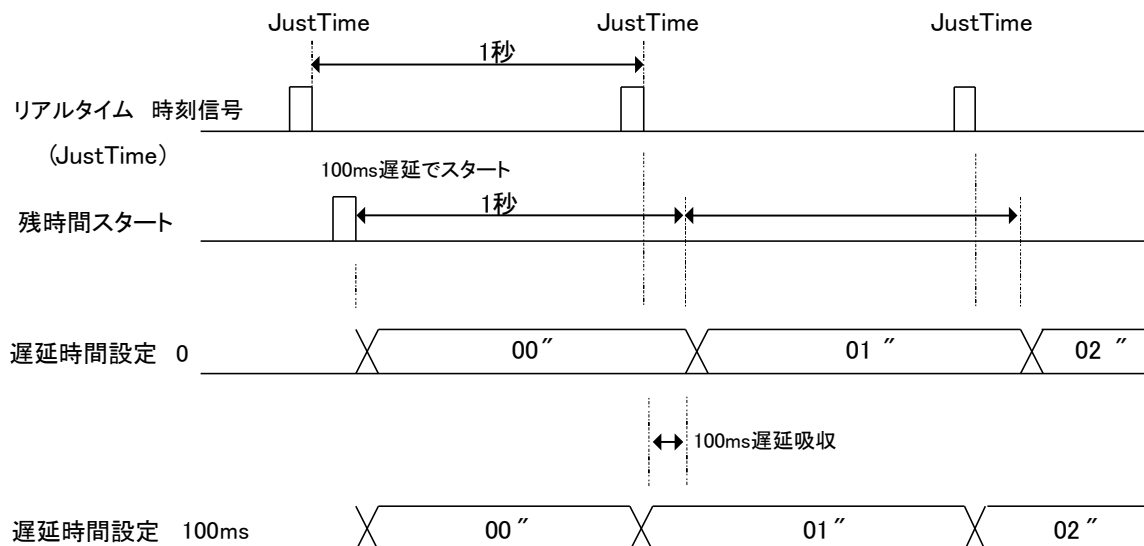 JustTime JustTime JustTime
1秒
リアルタイム 時刻信号
(JustTime)
100ms遅延でスタート
1秒
残時間スタート
遅延時間設定 0 00″ 01 ″ 02 ″
100ms遅延吸収
遅延時間設定 100ms 00″ 01″ 02″